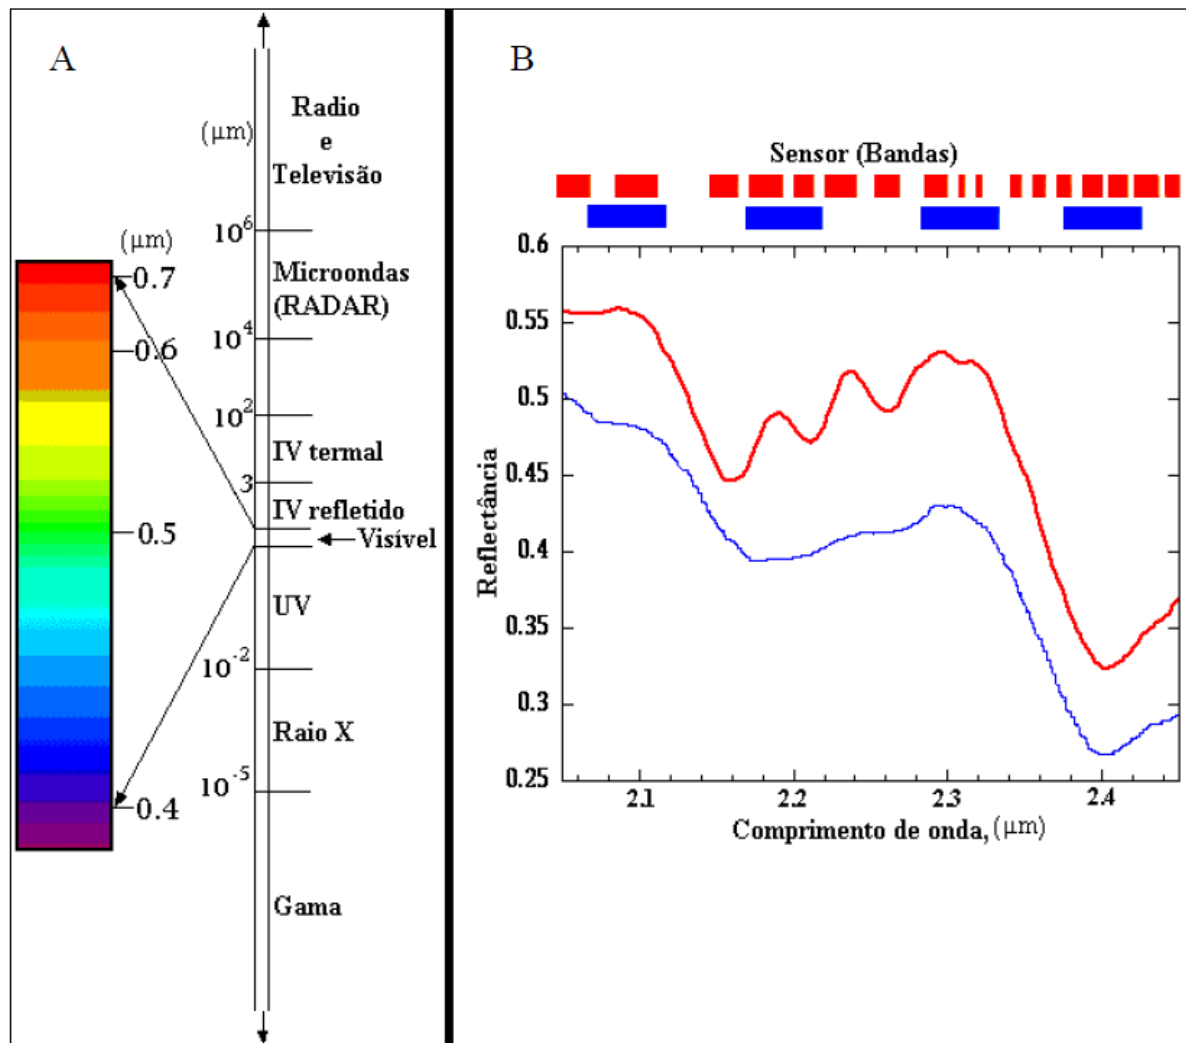 A
Radio
e
Televisão
(µm)
10⁶
Microondas
(RADAR)
10⁴
10²
IV termal
3
IV refletido
Visível
UV
10⁻²
Raio X
10⁻⁵
Gama
(µm)
0.7
0.6
0.5
0.4
B
Sensor (Bandas)
0.6
0.55
0.5
0.45
0.4
0.35
0.3
0.25
Reflectância
2.1 2.2 2.3 2.4
Comprimento de onda, (µm)